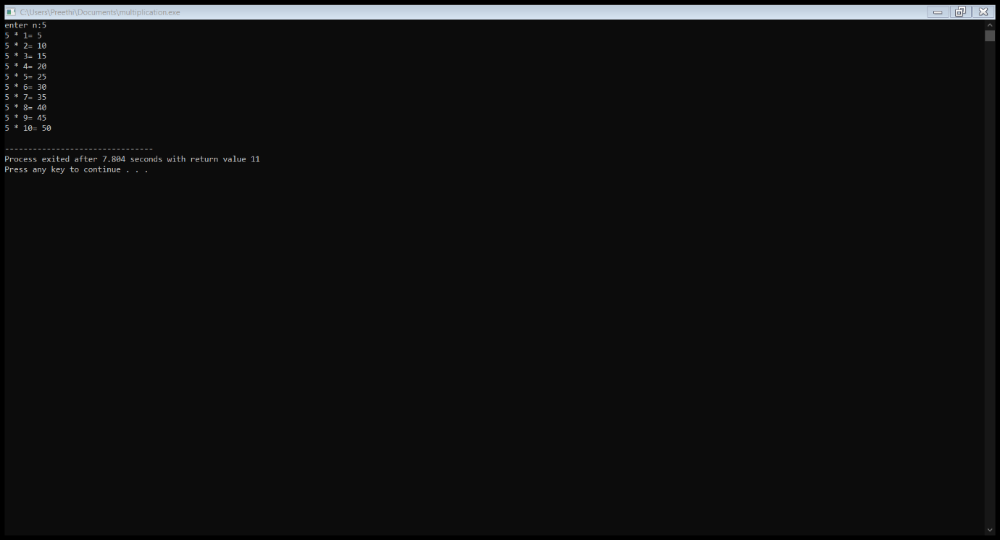 C:\Users\Preethi\Documents\multiplication.exe
enter n:5
5 * 1= 5
5 * 2= 10
5 * 3= 15
5 * 4= 20
5 * 5= 25
5 * 6= 30
5 * 7= 35
5 * 8= 40
5 * 9= 45
5 * 10= 50
--------------------------------
Process exited after 7.804 seconds with return value 11
Press any key to continue . . .